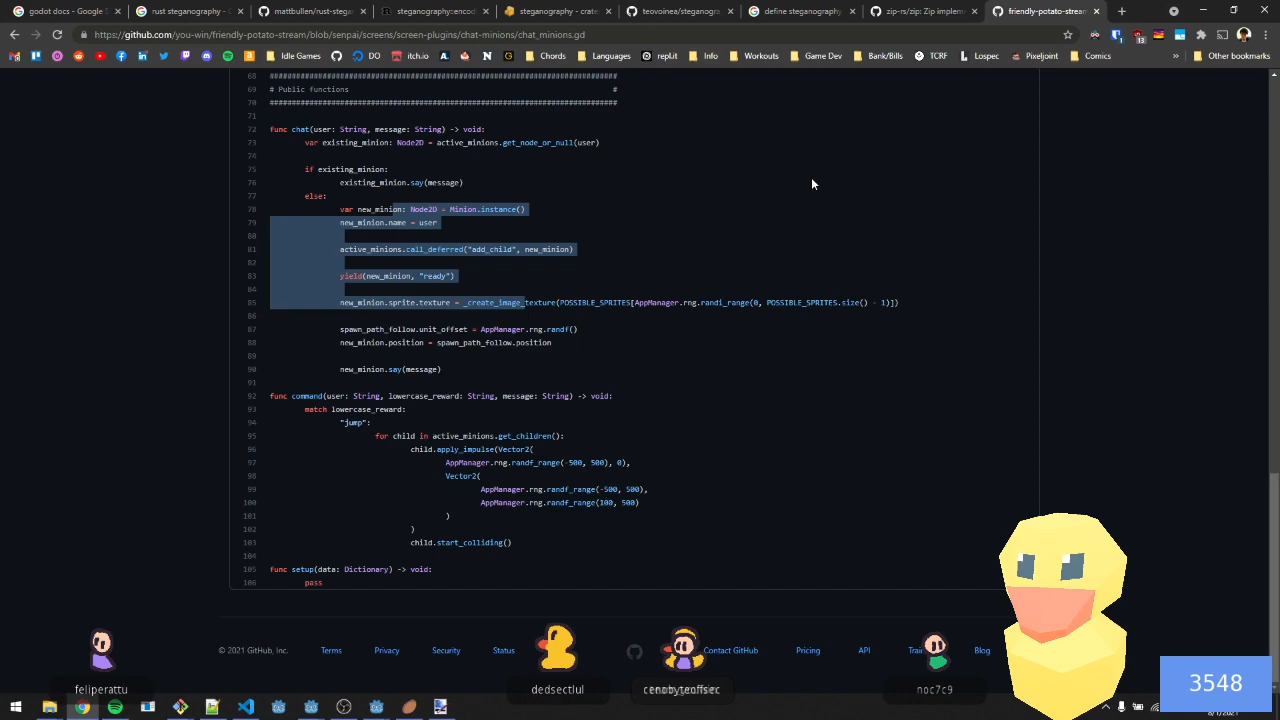 godot docs - Google S
rust steganography - G
mattbullen/rust-stegan
steganography::encod
steganography - crate
teovoinea/steganograp
define steganography
zip-rs/zip: Zip implem
friendly-potato-stream/
https://github.com/you-win/friendly-potato-stream/blob/senpai/screens/screen-plugins/chat-minions/chat_minions.gd
13
Idle Games
DO
itch.io
Chords
Languages
repl.it
Info
Workouts
Game Dev
Bank/Bills
TCRF
Lospec
Pixeljoint
Comics
»
Other bookmarks
68 ################################################################################
69 # Public functions #
70 ################################################################################
71
72 func chat(user: String, message: String) -> void:
73 var existing_minion: Node2D = active_minions.get_node_or_null(user)
74
75 if existing_minion:
76 existing_minion.say(message)
77 else:
78 var new_minion: Node2D = Minion.instance()
79 new_minion.name = user
80
81 active_minions.call_deferred("add_child", new_minion)
82
83 yield(new_minion, "ready")
84
85 new_minion.sprite.texture = _create_image_texture(POSSIBLE_SPRITES[AppManager.rng.randi_range(0, POSSIBLE_SPRITES.size() - 1)])
86
87 spawn_path_follow.unit_offset = AppManager.rng.randf()
88 new_minion.position = spawn_path_follow.position
89
90 new_minion.say(message)
91
92 func command(user: String, lowercase_reward: String, message: String) -> void:
93 match lowercase_reward:
94 "jump":
95 for child in active_minions.get_children():
96 child.apply_impulse(Vector2(
97 AppManager.rng.randf_range(-500, 500), 0),
98 Vector2(
99 AppManager.rng.randf_range(-500, 500),
100 AppManager.rng.randf_range(100, 500)
101 )
102 )
103 child.start_colliding()
104
105 func setup(data: Dictionary) -> void:
106 pass
© 2021 GitHub, Inc.
Terms
Privacy
Security
Status
Contact GitHub
Pricing
API
Trai
Blog
feliperattu
dedsectlul
noc7c9
3548